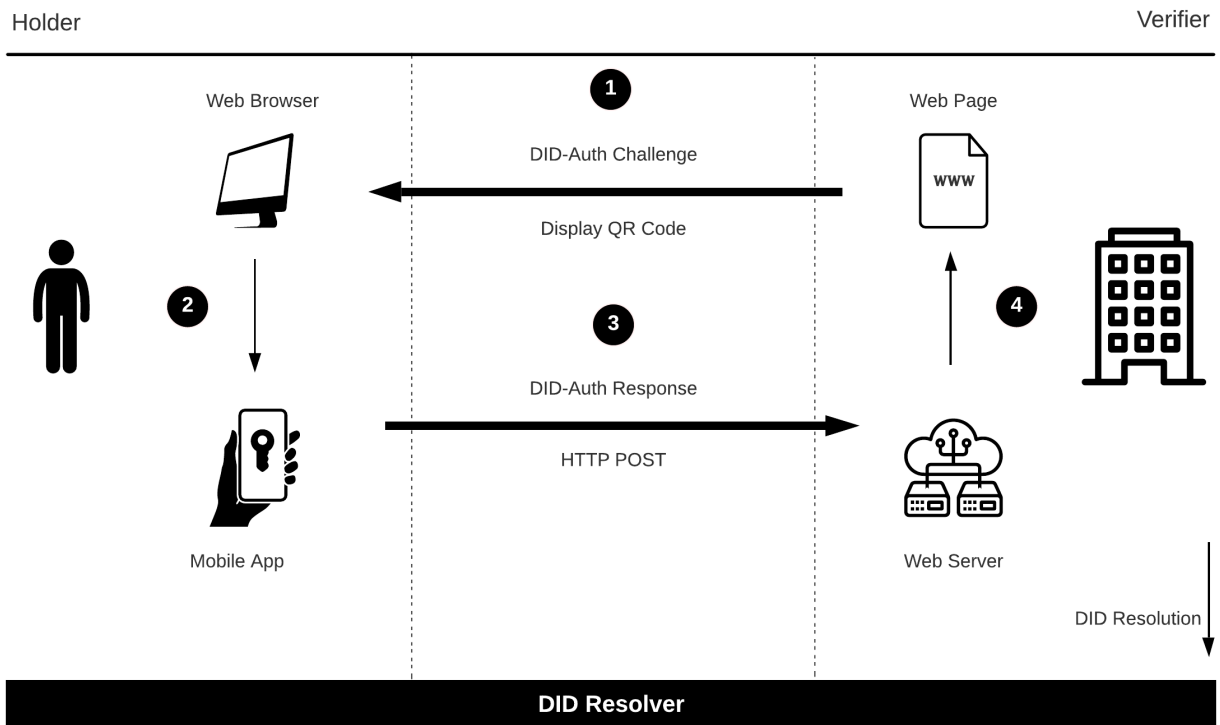 Holder
Verifier
1
Web Browser
Web Page
DID-Auth Challenge
WWW
Display QR Code
2
3
4
DID-Auth Response
HTTP POST
Mobile App
Web Server
DID Resolution
DID Resolver